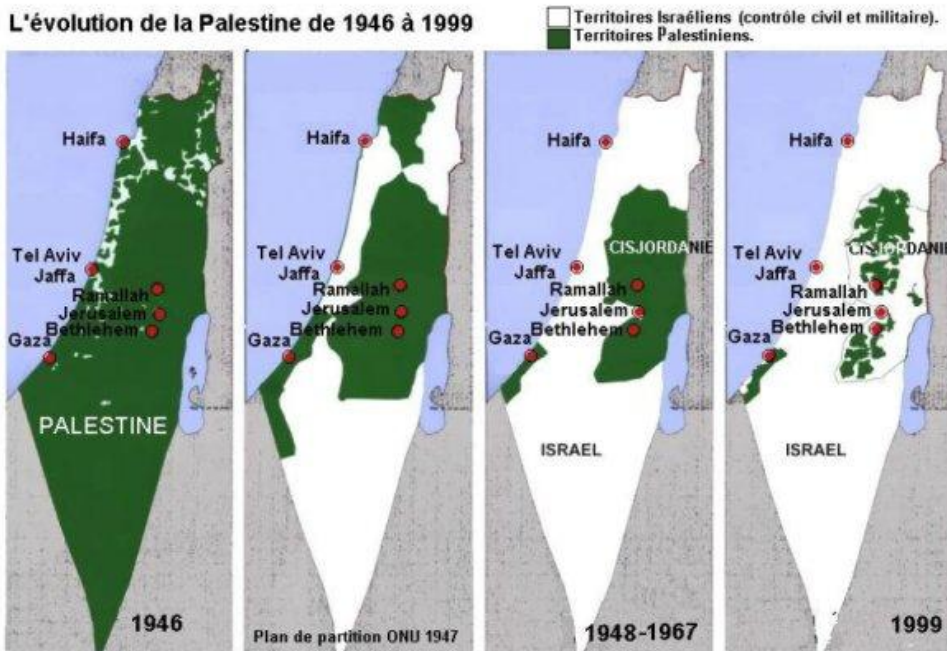 L'évolution de la Palestine de 1946 à 1999
Territoires Israéliens (contrôle civil et militaire).
Territoires Palestiniens.
Haifa
Tel Aviv
Jaffa
Ramallah
Jerusalem
Bethlehem
Gaza
PALESTINE
1946
Haifa
Tel Aviv
Jaffa
Ramallah
Jerusalem
Bethlehem
Gaza
Plan de partition ONU 1947
Haifa
CISJORDANIE
Tel Aviv
Jaffa
Ramallah
Jerusalem
Bethlehem
Gaza
ISRAEL
1948-1967
Haifa
CISJORDANIE
Tel Aviv
Jaffa
Ramallah
Jerusalem
Bethlehem
Gaza
ISRAEL
1999